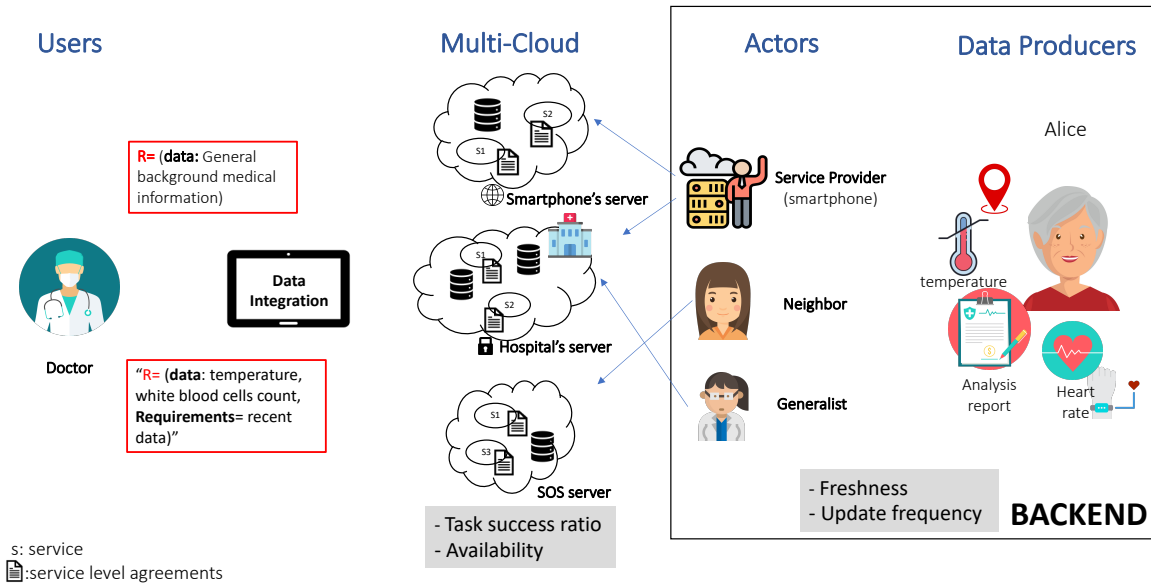 Users
Multi-Cloud
Actors
Data Producers
R= (data: General
background medical
information)
Doctor
Data
Integration
"R= (data: temperature,
white blood cells count,
Requirements= recent
data)"
S2
S1
Smartphone's server
S1
S2
Hospital's server
S1
S3
SOS server
- Task success ratio
- Availability
Service Provider
(smartphone)
Neighbor
Generalist
Alice
temperature
Analysis
report
Heart
rate
- Freshness
- Update frequency
BACKEND
s: service
:service level agreements